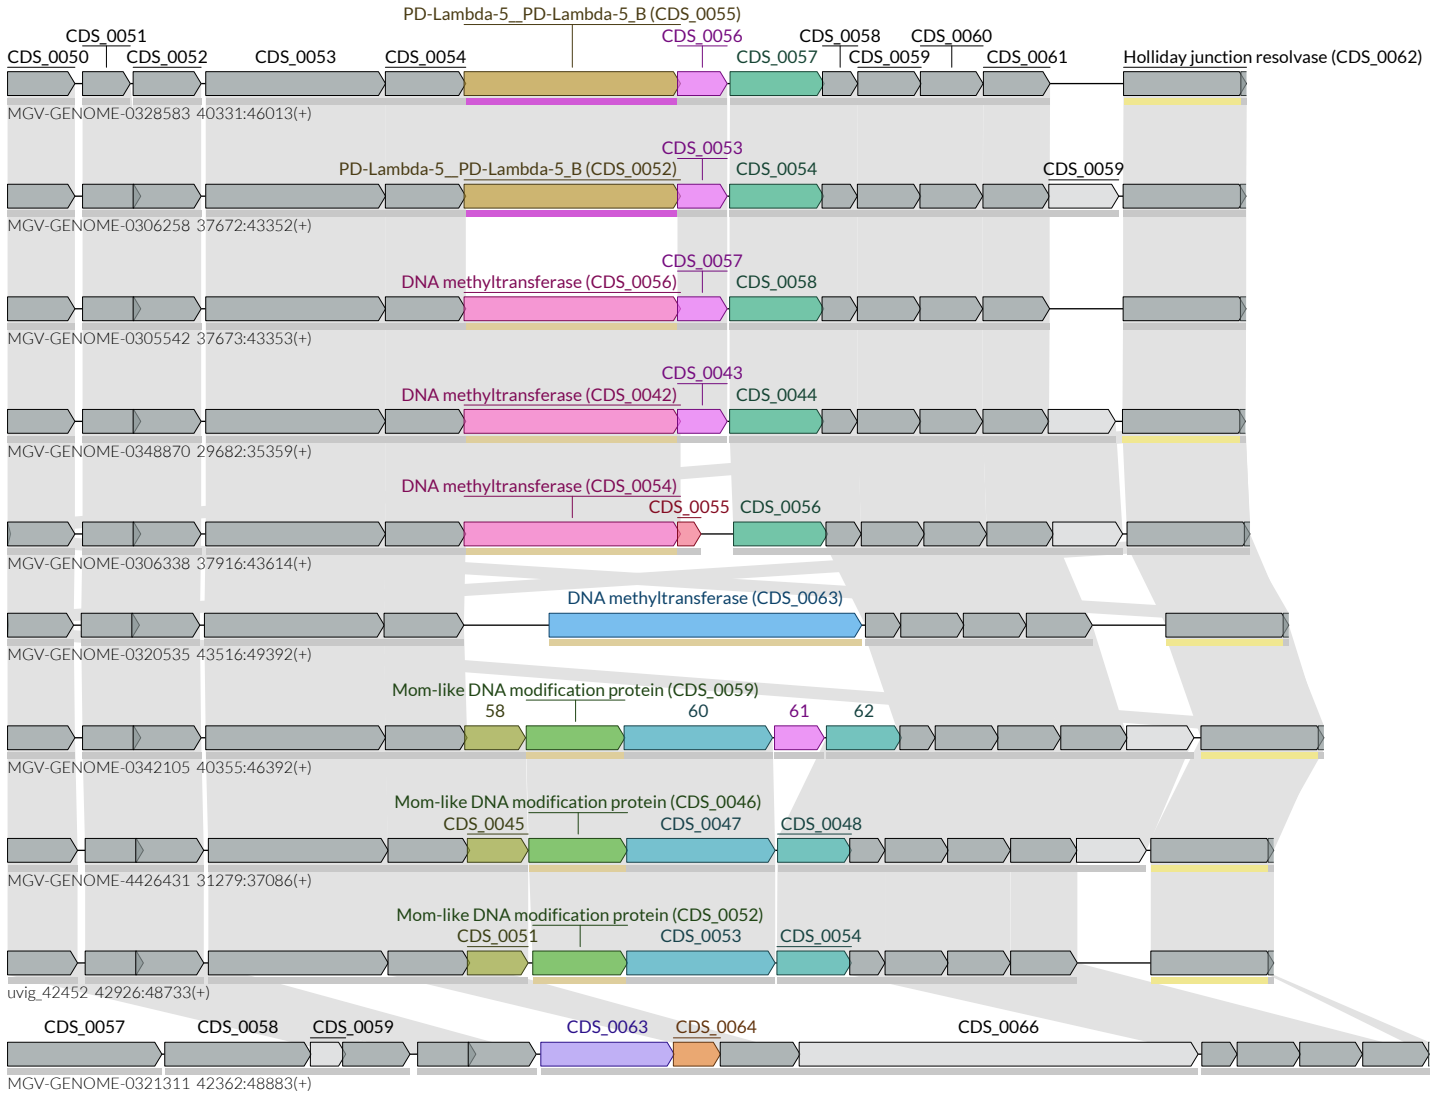 PD-Lambda-5__PD-Lambda-5_B (CDS_0055)
CDS_0051 CDS_0056 CDS_0058 CDS_0060
CDS_0050 CDS_0052 CDS_0053 CDS_0054 CDS_0057 CDS_0059 CDS_0061 Holliday junction resolvase (CDS_0062)
MGV-GENOME-0328583 40331:46013(+)
CDS_0053
PD-Lambda-5__PD-Lambda-5_B (CDS_0052) CDS_0054 CDS_0059
MGV-GENOME-0306258 37672:43352(+)
CDS_0057
DNA methyltransferase (CDS_0056) CDS_0058
MGV-GENOME-0305542 37673:43353(+)
CDS_0043
DNA methyltransferase (CDS_0042) CDS_0044
MGV-GENOME-0348870 29682:35359(+)
DNA methyltransferase (CDS_0054)
CDS_0055 CDS_0056
MGV-GENOME-0306338 37916:43614(+)
DNA methyltransferase (CDS_0063)
MGV-GENOME-0320535 43516:49392(+)
Mom-like DNA modification protein (CDS_0059)
58 60 61 62
MGV-GENOME-0342105 40355:46392(+)
Mom-like DNA modification protein (CDS_0046)
CDS_0045 CDS_0047 CDS_0048
MGV-GENOME-4426431 31279:37086(+)
Mom-like DNA modification protein (CDS_0052)
CDS_0051 CDS_0053 CDS_0054
uvig_42452 42926:48733(+)
CDS_0057 CDS_0058 CDS_0059 CDS_0063 CDS_0064 CDS_0066
MGV-GENOME-0321311 42362:48883(+)